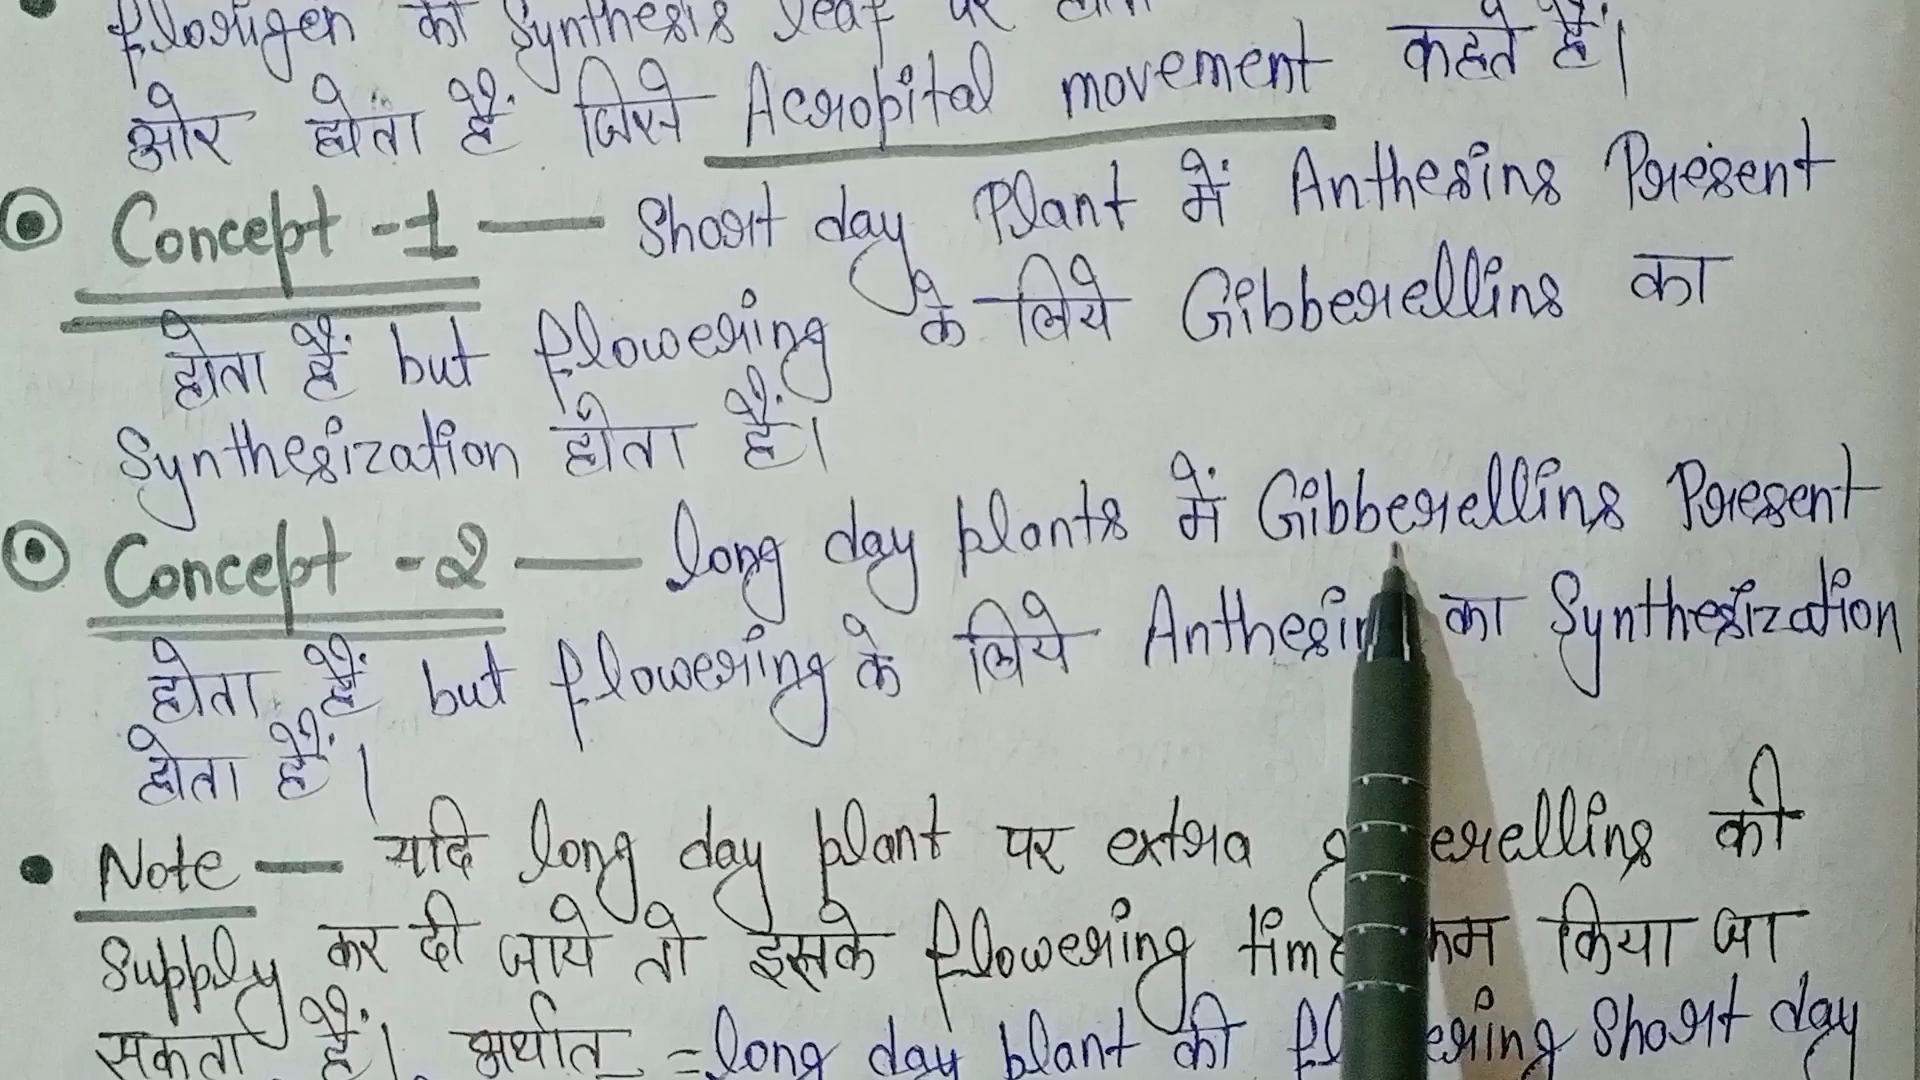 florigen का Synthesis leaf पर
ओर होता है जिसे Acropital movement कहते हैं।
Concept -1 — Short day Plant में Anthesins Present
होता हैं but flowering के लिये Gibberellins का
Synthesization होता हैं।
Concept -2 — long day plants में Gibberellins Present
होता हैं but flowering के लिये Anthesin का Synthesization
होता हैं।
Note — यदि long day plant पर extra erellins की
Supply कर दी जाये तो इसके flowering time कम किया जा
सकता हैं। अर्थात = long day plant की flowering Short day